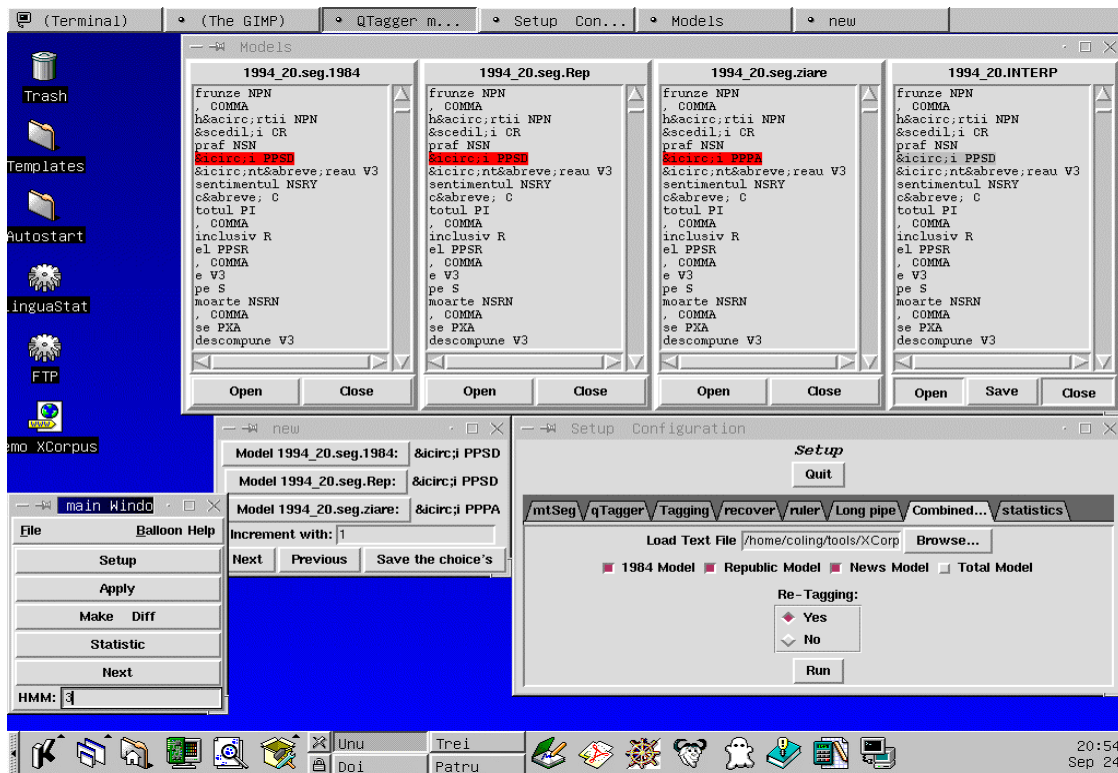 (Terminal)
(The GIMP)
QTagger m...
Setup Con...
Models
new
Models
1994_20.seg.1984
frunze NPN
, COMMA
h&acirc;rtii NPN
&scedil;i CR
praf NSN
&icirc;i PPSD
&icirc;nt&abreve;reau V3
sentimentul NSRY
c&abreve; C
totul PI
, COMMA
inclusiv R
el PPSR
, COMMA
e V3
pe S
moarte NSRN
, COMMA
se PXA
descompune V3
Open Close
1994_20.seg.Rep
frunze NPN
, COMMA
h&acirc;rtii NPN
&scedil;i CR
praf NSN
&icirc;i PPSD
&icirc;nt&abreve;reau V3
sentimentul NSRY
c&abreve; C
totul PI
, COMMA
inclusiv R
el PPSR
, COMMA
e V3
pe S
moarte NSRN
, COMMA
se PXA
descompune V3
Open Close
1994_20.seg.ziare
frunze NPN
, COMMA
h&acirc;rtii NPN
&scedil;i CR
praf NSN
&icirc;i PPPA
&icirc;nt&abreve;reau V3
sentimentul NSRY
c&abreve; C
totul PI
, COMMA
inclusiv R
el PPSR
, COMMA
e V3
pe S
moarte NSRN
, COMMA
se PXA
descompune V3
Open Close
1994_20.INTERP
frunze NPN
, COMMA
h&acirc;rtii NPN
&scedil;i CR
praf NSN
&icirc;i PPSD
&icirc;nt&abreve;reau V3
sentimentul NSRY
c&abreve; C
totul PI
, COMMA
inclusiv R
el PPSR
, COMMA
e V3
pe S
moarte NSRN
, COMMA
se PXA
descompune V3
Open Save Close
Trash
Templates
Autostart
inguaStat
FTP
WWW
emo XCorpus
new
Model 1994_20.seg.1984: &icirc;i PPSD
Model 1994_20.seg.Rep: &icirc;i PPSD
Model 1994_20.seg.ziare: &icirc;i PPPA
Increment with: 1
Next Previous Save the choice's
main Windo
File Balloon Help
Setup
Apply
Make Diff
Statistic
Next
HMM: 3
Setup Configuration
Setup
Quit
mtSeg qTagger Tagging recover ruler Long pipe Combined... statistics
Load Text File /home/coling/tools/XCorp Browse...
1984 Model Republic Model News Model Total Model
Re-Tagging:
Yes
No
Run
Unu Trei
Doi Patru
20:54
Sep 24